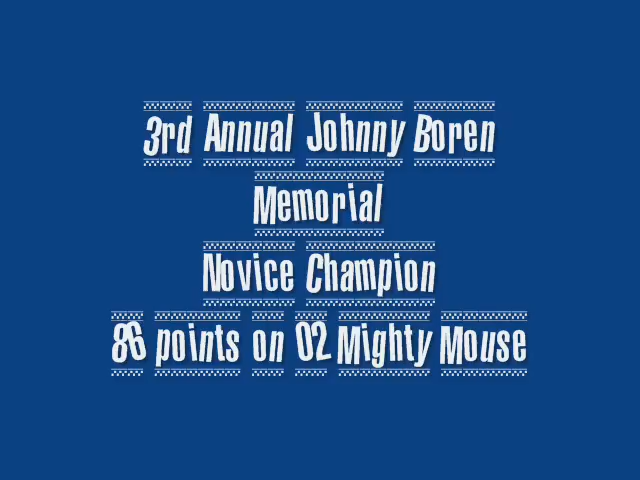 3rd Annual Johnny Boren
Memorial
Novice Champion
86 points on 02 Mighty Mouse